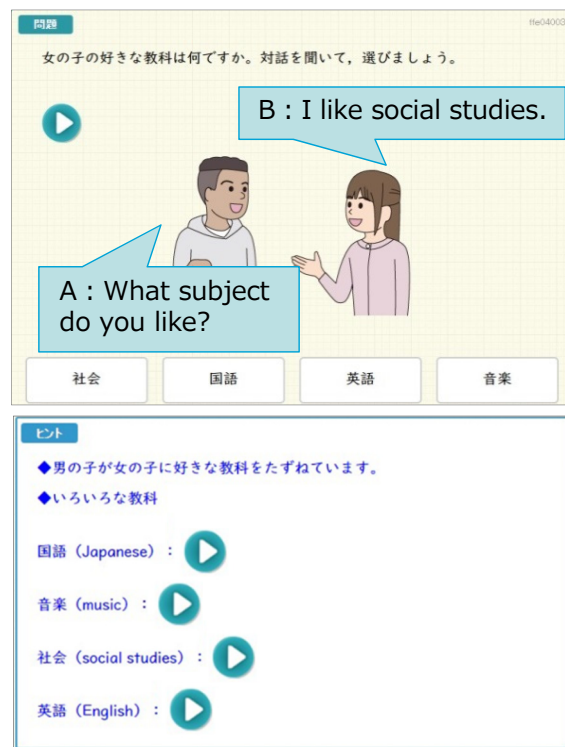 問題
ffe04003
女の子の好きな教科は何ですか。対話を聞いて，選びましょう。
B：I like social studies.
A：What subject
do you like?
社会
国語
英語
音楽
ヒント
◆男の子が女の子に好きな教科をたずねています。
◆いろいろな教科
国語（Japanese）：
音楽（music）：
社会（social studies）：
英語（English）：